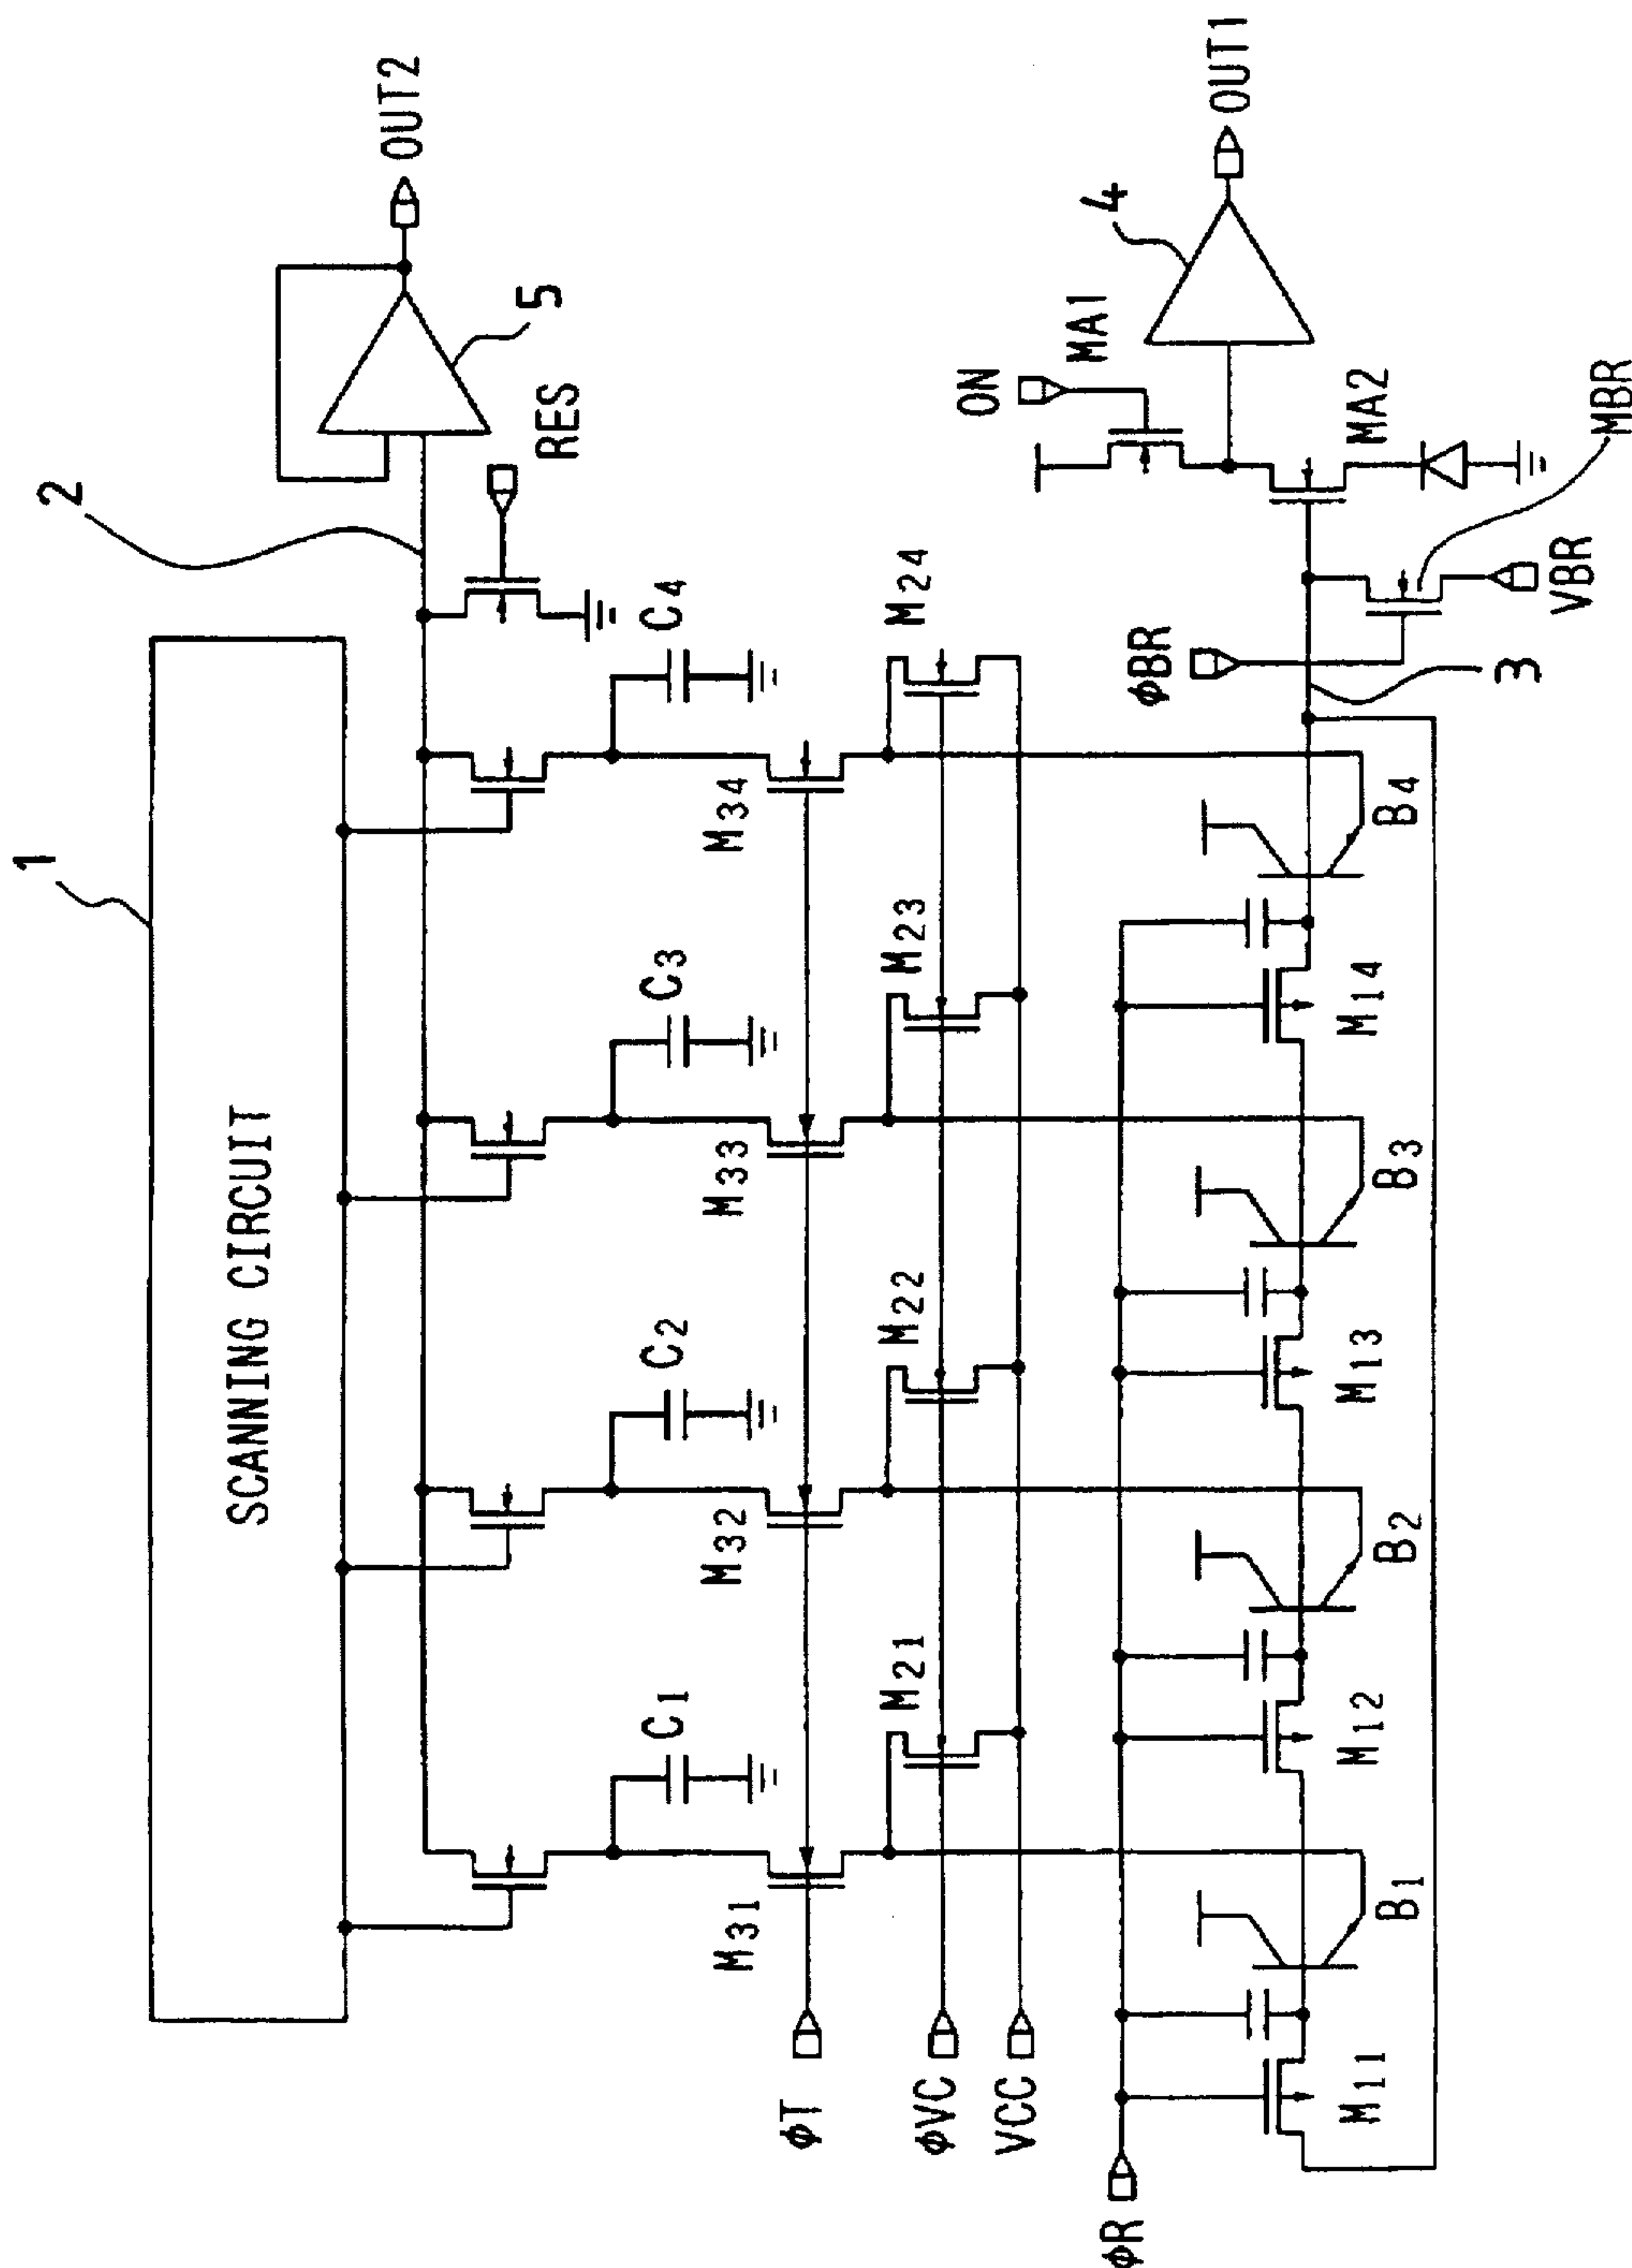 1
SCANNING CIRCUIT
2
OUT2
5
RES
C1
C2
C3
C4
M31
M32
M33
M34
φT
M21
M22
M23
M24
φVC
VCC
φR
M11
M12
M13
M14
B1
B2
B3
B4
φBR
3
VBR
MBR
ON
MA1
MA2
4
OUT1